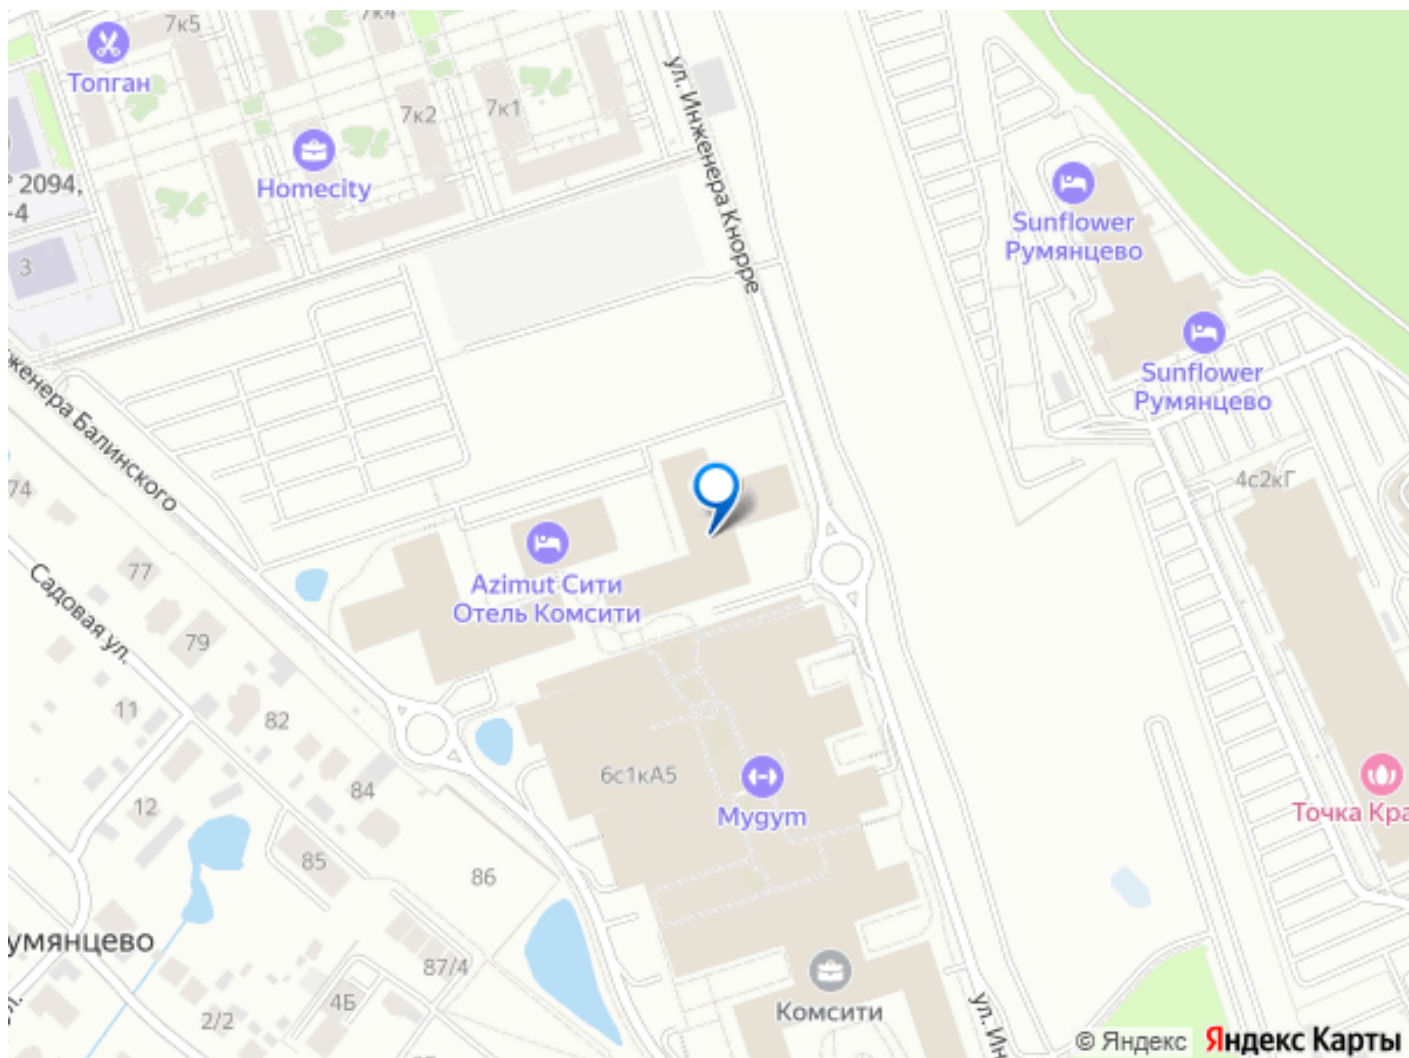 7к5
7к4
Топган
7к2
7к1
ул. Инженера Кнорре
Homecity
2094,
-4
3
Sunflower
Румянцево
Sunflower
Румянцево
женера Балинского
74
4с2кГ
77
Azimut Сити
Отель Комсити
Садовая ул.
79
11
82
6с1кА5
84
Mygym
12
Точка Кра
85
86
умянцево
87/4
4Б
Комсити
2/2
ул. Ин
© Яндекс
Яндекс Карты